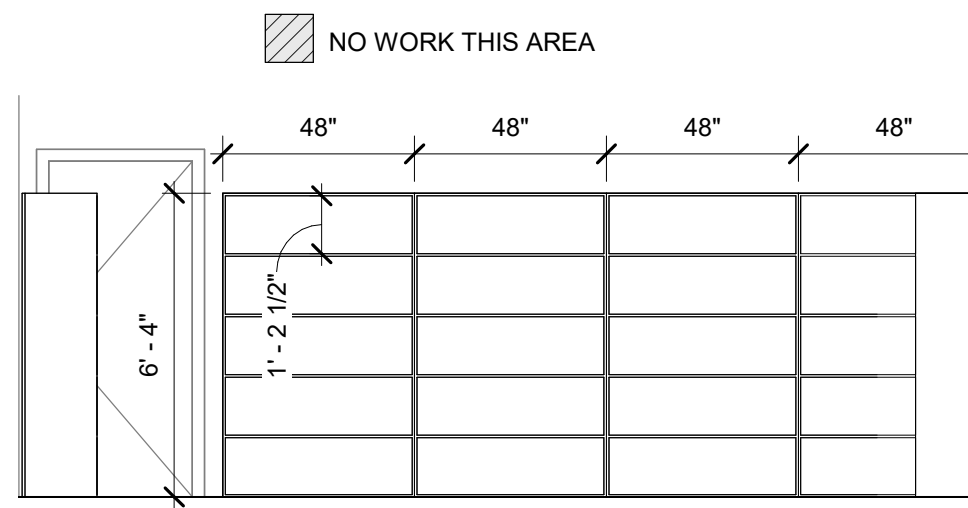 NO WORK THIS AREA
48" 48" 48" 48"
6' - 4"
1' - 2 1/2"